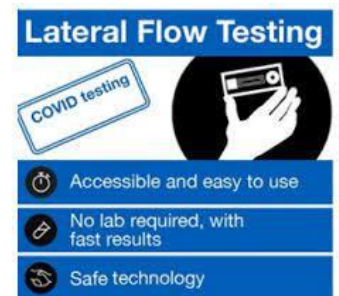 Lateral Flow Testing
COVID testing
Accessible and easy to use
No lab required, with
fast results
Safe technology